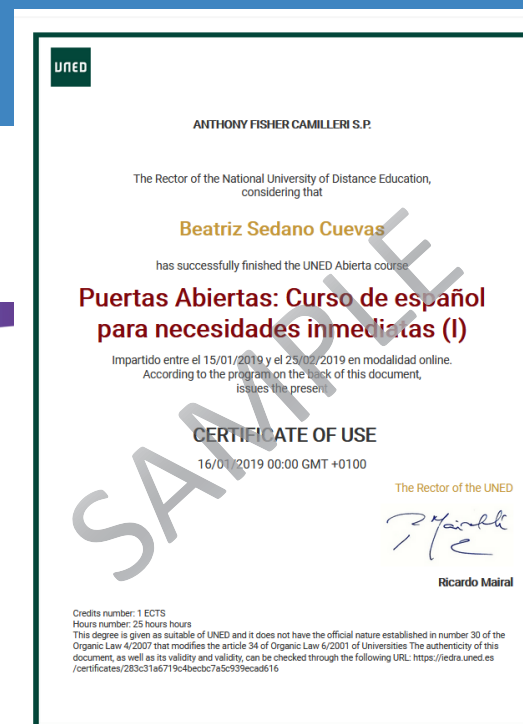 UNED
ANTHONY FISHER CAMILLERI S.P.
The Rector of the National University of Distance Education,
considering that
Beatriz Sedano Cuevas
has successfully finished the UNED Abierta course
Puertas Abiertas: Curso de español
para necesidades inmediatas (I)
Impartido entre el 15/01/2019 y el 25/02/2019 en modalidad online.
According to the program on the back of this document,
issues the present
CERTIFICATE OF USE
16/01/2019 00:00 GMT +0100
SAMPLE
The Rector of the UNED
Ricardo Mairal
Credits number: 1 ECTS
Hours number: 25 hours hours
This degree is given as suitable of UNED and it does not have the official nature established in number 30 of the
Organic Law 4/2007 that modifies the article 34 of Organic Law 6/2001 of Universities The authenticity of this
document, as well as its validity and validity, can be checked through the following URL: https://iedra.uned.es
/certificates/283c31a6719c4becbc7a5c939ecad616